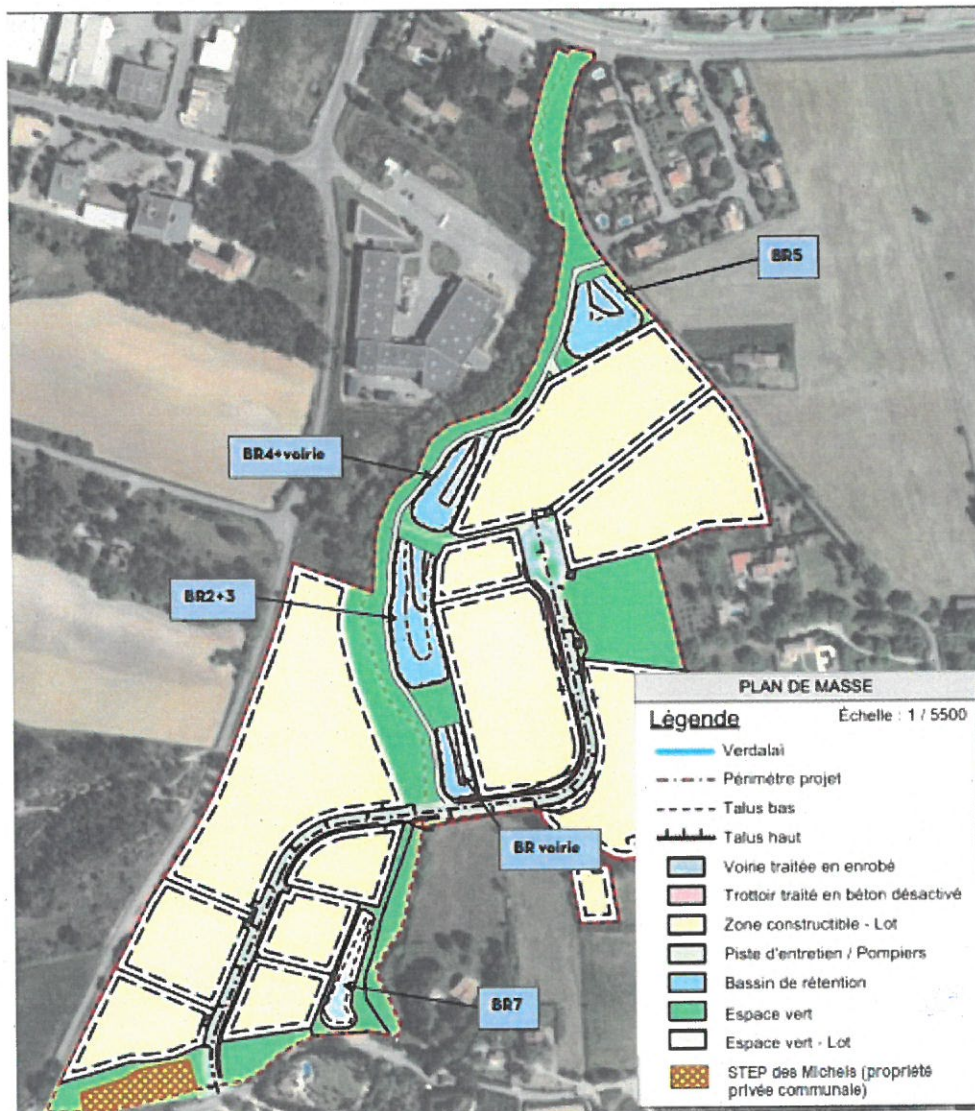 BR5
BR4+voirie
BR2+3
BR voirie
BR7
PLAN DE MASSE
Légende
Échelle : 1 / 5500
Verdalaï
Périmètre projet
Talus bas
Talus haut
Voirie traitée en enrobé
Trottoir traité en béton désactivé
Zone constructible - Lot
Piste d'entretien / Pompiers
Bassin de rétention
Espace vert
Espace vert - Lot
STEP des Michels (propriété
privée communale)